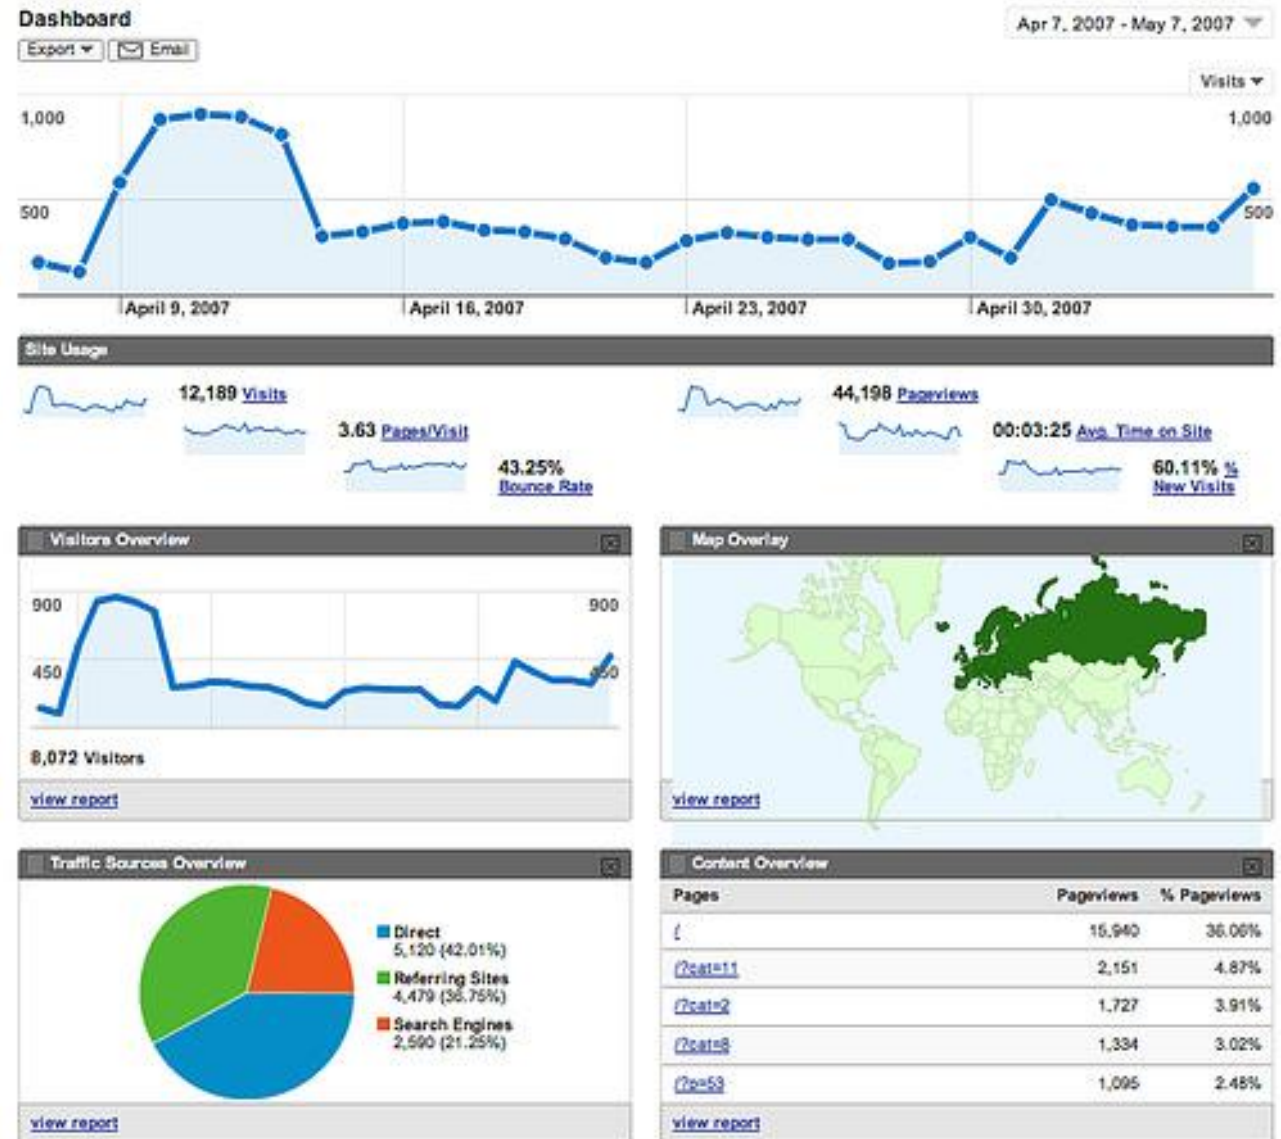 Dashboard
Apr 7, 2007 - May 7, 2007
Export Email
Visits
1,000 1,000
500 500
April 9, 2007 April 16, 2007 April 23, 2007 April 30, 2007
Site Usage
12,189 Visits
3.63 Pages/Visit
43.25%
Bounce Rate
44,198 Pageviews
00:03:25 Avg. Time on Site
60.11% %
New Visits
Visitors Overview
900 900
450 450
8,072 Visitors
view report
Map Overlay
view report
Traffic Sources Overview
Direct
5,120 (42.01%)
Referring Sites
4,479 (36.75%)
Search Engines
2,590 (21.25%)
view report
Content Overview
Pages Pageviews % Pageviews
/ 15,940 36.06%
/?cat=11 2,151 4.87%
/?cat=2 1,727 3.91%
/?cat=8 1,334 3.02%
/?p=53 1,095 2.48%
view report